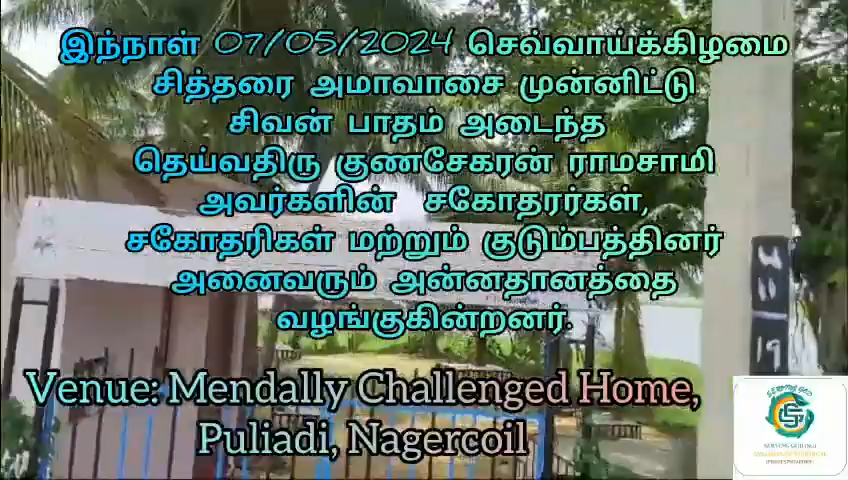 இந்நாள் 07/05/2024 செவ்வாய்க்கிழமை
சித்தரை அமாவாசை முன்னிட்டு
சிவன் பாதம் அடைந்த
தெய்வதிரு குணசேகரன் ராமசாமி
அவர்களின் சகோதரர்கள்,
சகோதரிகள் மற்றும் குடும்பத்தினர்
அனைவரும் அன்னதானத்தை
வழங்குகின்றனர்.
Venue: Mendally Challenged Home,
Puliadi, Nagercoil
19